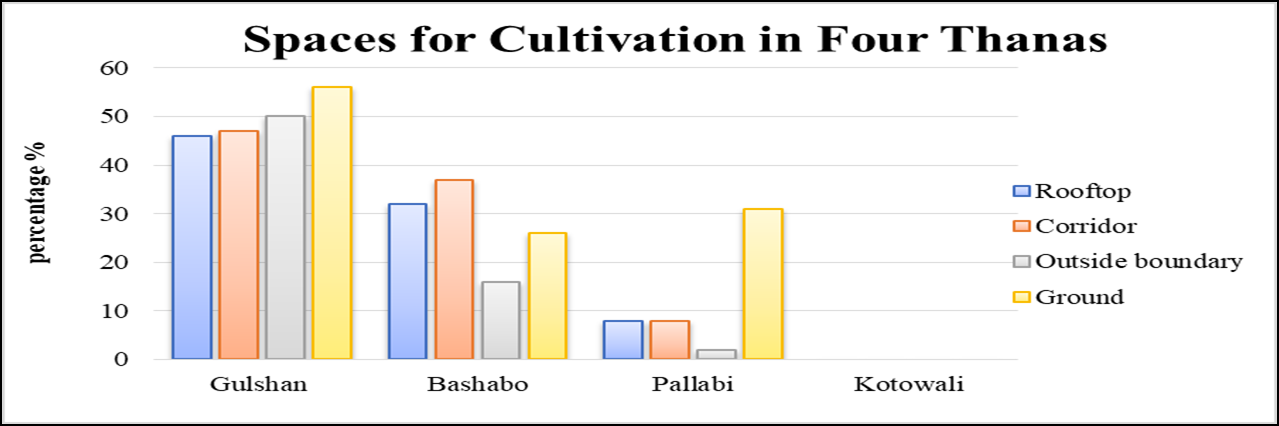 Spaces for Cultivation in Four Thanas
percentage %
60
50
40
30
20
10
0
Gulshan Bashabo Pallabi Kotowali
Rooftop
Corridor
Outside boundary
Ground